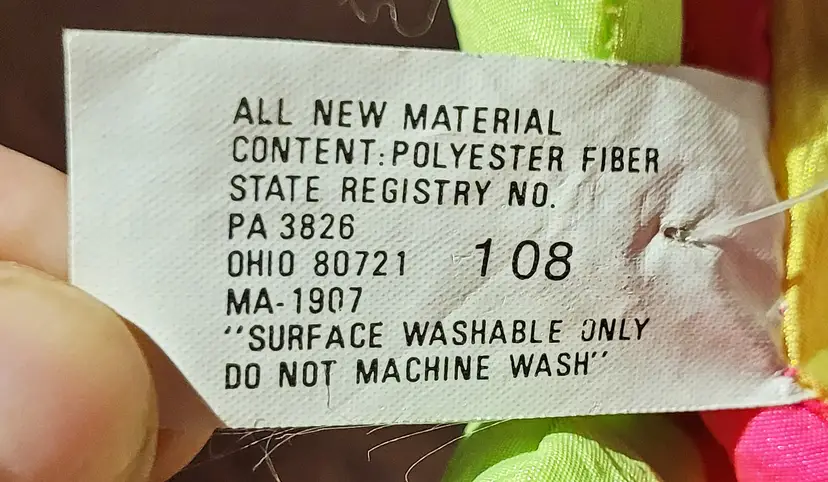 ALL NEW MATERIAL
CONTENT:POLYESTER FIBER
STATE REGISTRY NO.
PA 3826
OHIO 80721 108
MA-1907
‘‘SURFACE WASHABLE ONLY
DO NOT MACHINE WASH’’